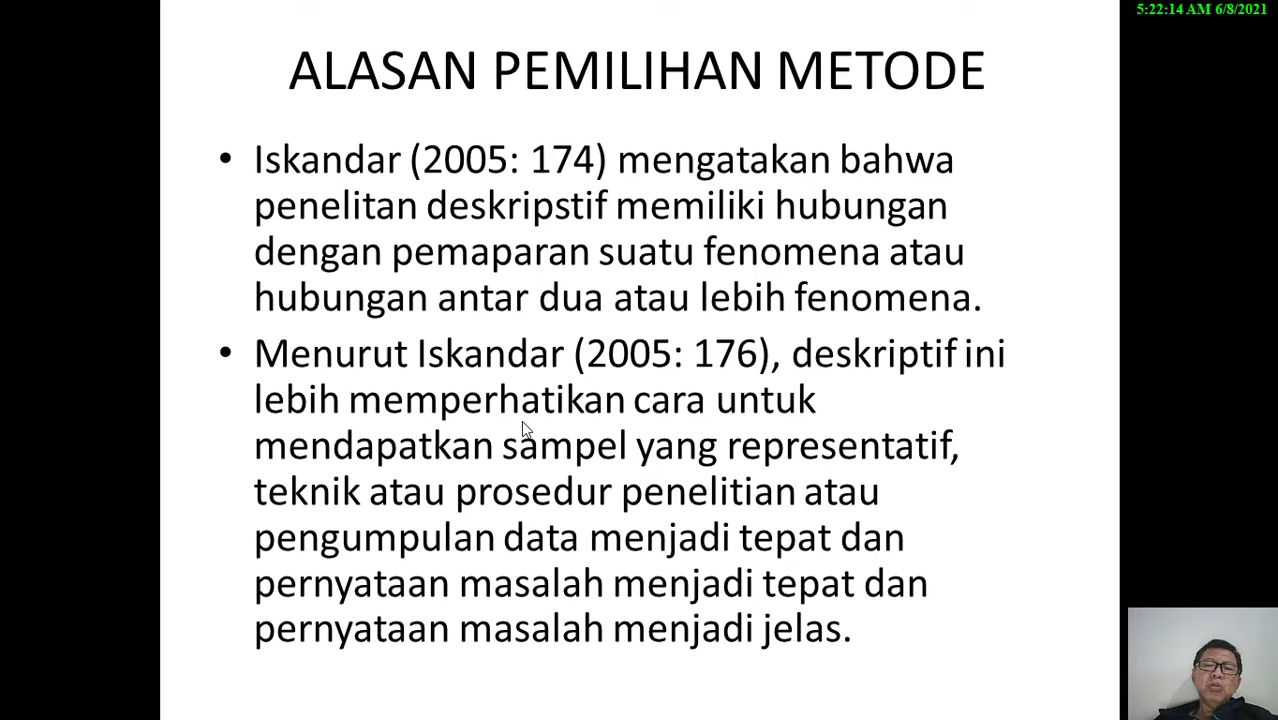 5:22:14 AM 6/8/2021
ALASAN PEMILIHAN METODE
• Iskandar (2005: 174) mengatakan bahwa
penelitan deskripstif memiliki hubungan
dengan pemaparan suatu fenomena atau
hubungan antar dua atau lebih fenomena.
• Menurut Iskandar (2005: 176), deskriptif ini
lebih memperhatikan cara untuk
mendapatkan sampel yang representatif,
teknik atau prosedur penelitian atau
pengumpulan data menjadi tepat dan
pernyataan masalah menjadi tepat dan
pernyataan masalah menjadi jelas.